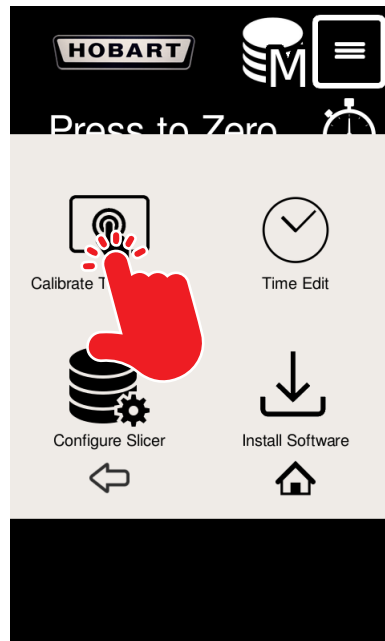 HOBART
M
Press to Zero
Calibrate T
Time Edit
Configure Slicer
Install Software